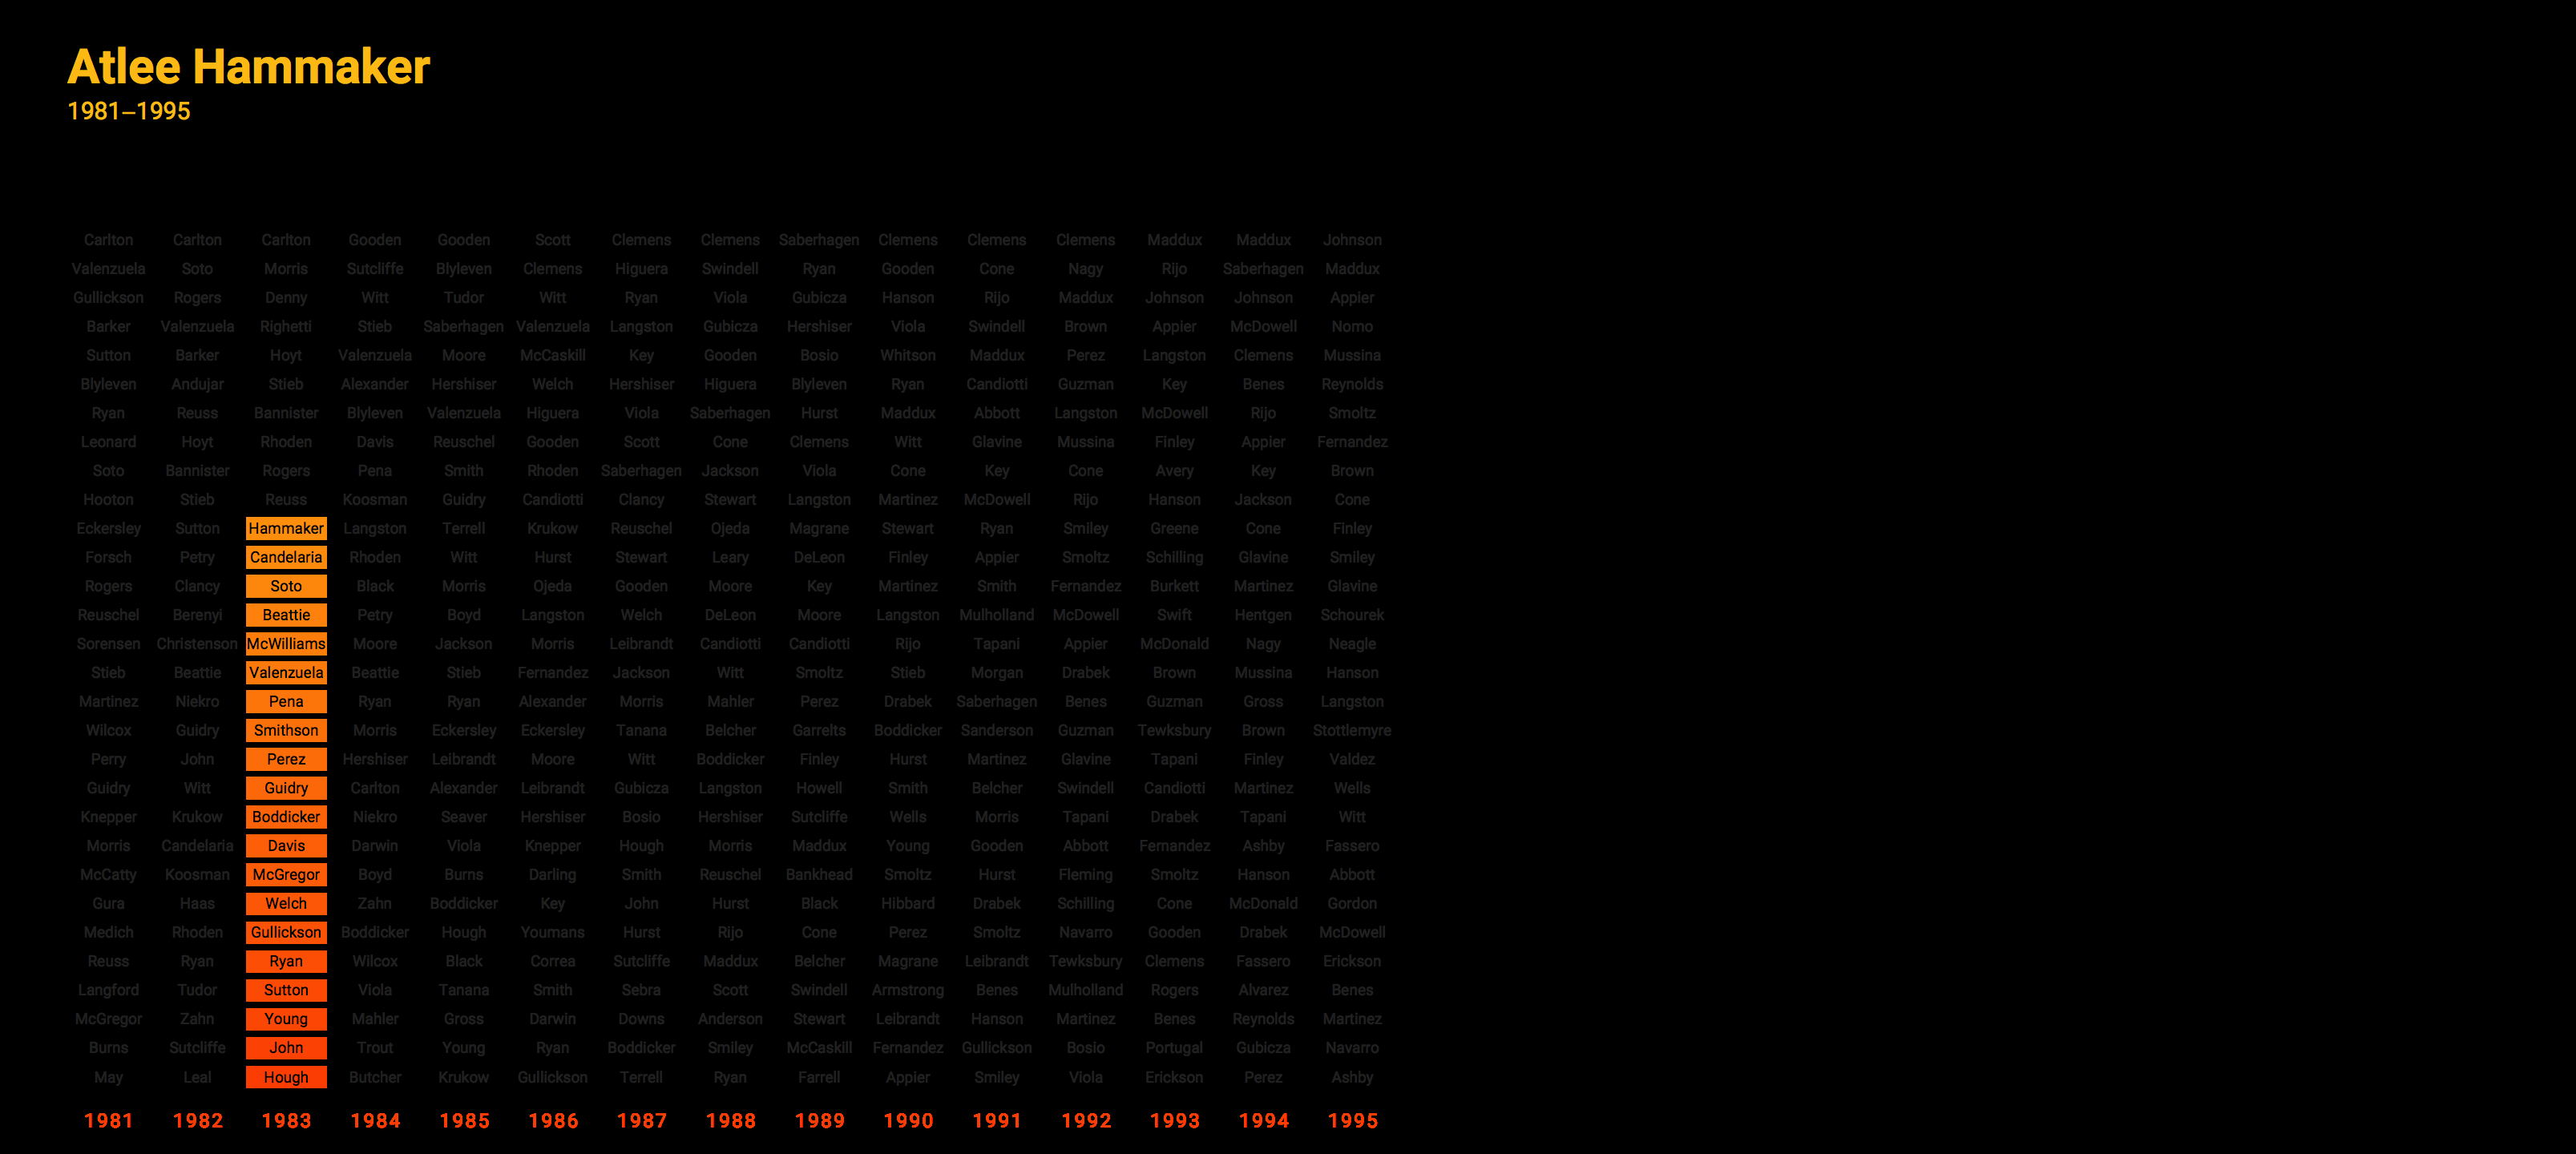 Atlee Hammaker
1981–1995
Carlton Carlton Carlton Gooden Gooden Scott Clemens Clemens Saberhagen Clemens Clemens Clemens Maddux Maddux Johnson
Valenzuela Soto Morris Sutcliffe Blyleven Clemens Higuera Swindell Ryan Gooden Cone Nagy Rijo Saberhagen Maddux
Gullickson Rogers Denny Witt Tudor Witt Ryan Viola Gubicza Hanson Rijo Maddux Johnson Johnson Appier
Barker Valenzuela Righetti Stieb Saberhagen Valenzuela Langston Gubicza Hershiser Viola Swindell Brown Appier McDowell Nomo
Sutton Barker Hoyt Valenzuela Moore McCaskill Key Gooden Bosio Whitson Maddux Perez Langston Clemens Mussina
Blyleven Andujar Stieb Alexander Hershiser Welch Hershiser Higuera Blyleven Ryan Candiotti Guzman Key Benes Reynolds
Ryan Reuss Bannister Blyleven Valenzuela Higuera Viola Saberhagen Hurst Maddux Abbott Langston McDowell Rijo Smoltz
Leonard Hoyt Rhoden Davis Reuschel Gooden Scott Cone Clemens Witt Glavine Mussina Finley Appier Fernandez
Soto Bannister Rogers Pena Smith Rhoden Saberhagen Jackson Viola Cone Key Cone Avery Key Brown
Hooton Stieb Reuss Koosman Guidry Candiotti Clancy Stewart Langston Martinez McDowell Rijo Hanson Jackson Cone
Eckersley Sutton Hammaker Langston Terrell Krukow Reuschel Ojeda Magrane Stewart Ryan Smiley Greene Cone Finley
Forsch Petry Candelaria Rhoden Witt Hurst Stewart Leary DeLeon Finley Appier Smoltz Schilling Glavine Smiley
Rogers Clancy Soto Black Morris Ojeda Gooden Moore Key Martinez Smith Fernandez Burkett Martinez Glavine
Reuschel Berenyi Beattie Petry Boyd Langston Welch DeLeon Moore Langston Mulholland McDowell Swift Hentgen Schourek
Sorensen Christenson McWilliams Moore Jackson Morris Leibrandt Candiotti Candiotti Rijo Tapani Appier McDonald Nagy Neagle
Stieb Beattie Valenzuela Beattie Stieb Fernandez Jackson Witt Smoltz Stieb Morgan Drabek Brown Mussina Hanson
Martinez Niekro Pena Ryan Ryan Alexander Morris Mahler Perez Drabek Saberhagen Benes Guzman Gross Langston
Wilcox Guidry Smithson Morris Eckersley Eckersley Tanana Belcher Garrelts Boddicker Sanderson Guzman Tewksbury Brown Stottlemyre
Perry John Perez Hershiser Leibrandt Moore Witt Boddicker Finley Hurst Martinez Glavine Tapani Finley Valdez
Guidry Witt Guidry Carlton Alexander Leibrandt Gubicza Langston Howell Smith Belcher Swindell Candiotti Martinez Wells
Knepper Krukow Boddicker Niekro Seaver Hershiser Bosio Hershiser Sutcliffe Wells Morris Tapani Drabek Tapani Witt
Morris Candelaria Davis Darwin Viola Knepper Hough Morris Maddux Young Gooden Abbott Fernandez Ashby Fassero
McCatty Koosman McGregor Boyd Burns Darling Smith Reuschel Bankhead Smoltz Hurst Fleming Smoltz Hanson Abbott
Gura Haas Welch Zahn Boddicker Key John Hurst Black Hibbard Drabek Schilling Cone McDonald Gordon
Medich Rhoden Gullickson Boddicker Hough Youmans Hurst Rijo Cone Perez Smoltz Navarro Gooden Drabek McDowell
Reuss Ryan Ryan Wilcox Black Correa Sutcliffe Maddux Belcher Magrane Leibrandt Tewksbury Clemens Fassero Erickson
Langford Tudor Sutton Viola Tanana Smith Sebra Scott Swindell Armstrong Benes Mulholland Rogers Alvarez Benes
McGregor Zahn Young Mahler Gross Darwin Downs Anderson Stewart Leibrandt Hanson Martinez Benes Reynolds Martinez
Burns Sutcliffe John Trout Young Ryan Boddicker Smiley McCaskill Fernandez Gullickson Bosio Portugal Gubicza Navarro
May Leal Hough Butcher Krukow Gullickson Terrell Ryan Farrell Appier Smiley Viola Erickson Perez Ashby
1981 1982 1983 1984 1985 1986 1987 1988 1989 1990 1991 1992 1993 1994 1995